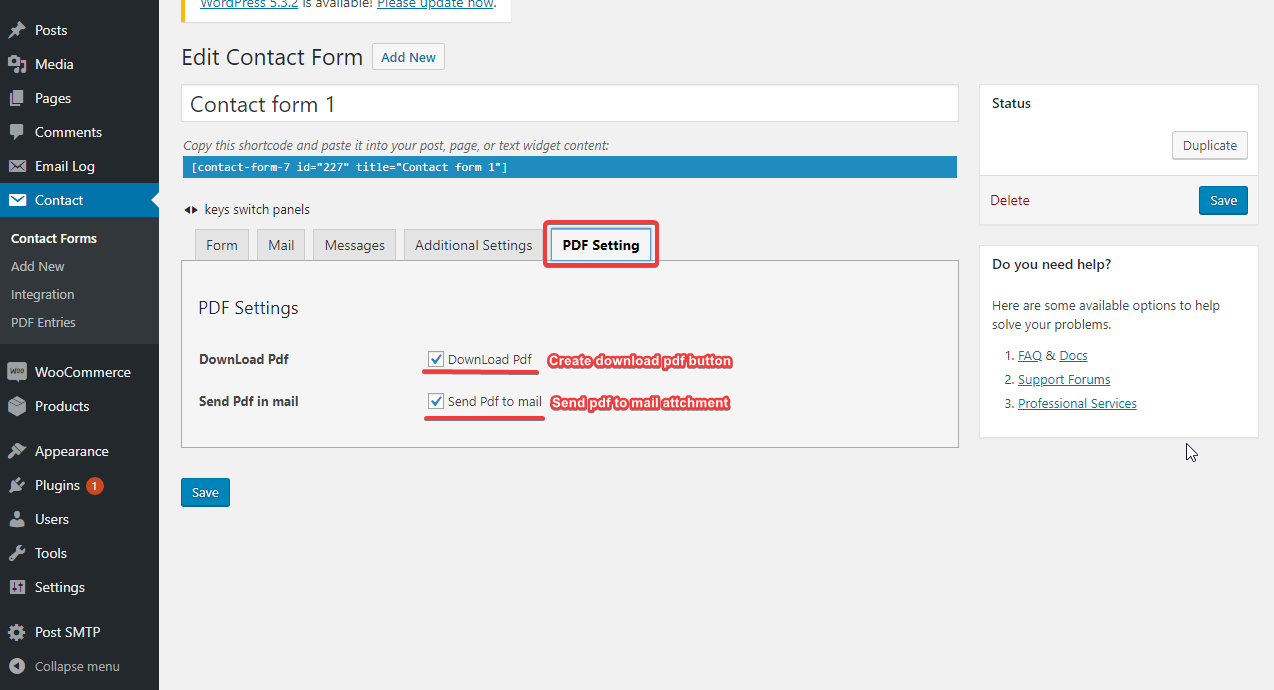 WordPress 5.3.2 is available! Please update now.
Posts
Media
Pages
Comments
Email Log
Contact
Contact Forms
Add New
Integration
PDF Entries
WooCommerce
Products
Appearance
Plugins 1
Users
Tools
Settings
Post SMTP
Collapse menu
Edit Contact Form Add New
Contact form 1
Copy this shortcode and paste it into your post, page, or text widget content:
[contact-form-7 id="227" title="Contact form 1"]
◀▶ keys switch panels
Form Mail Messages Additional Settings PDF Setting
PDF Settings
DownLoad Pdf DownLoad Pdf Create download pdf button
Send Pdf in mail Send Pdf to mail Send pdf to mail attchment
Save
Status
Duplicate
Delete Save
Do you need help?
Here are some available options to help
solve your problems.
1. FAQ & Docs
2. Support Forums
3. Professional Services